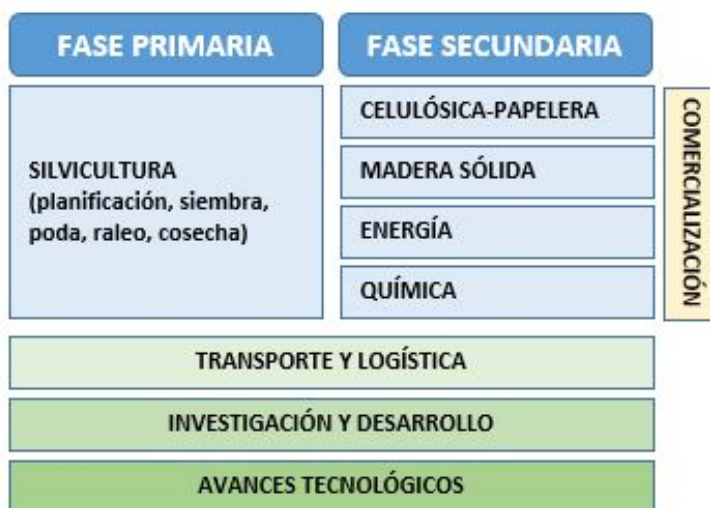 FASE PRIMARIA
FASE SECUNDARIA
SILVICULTURA
(planificación, siembra,
poda, raleo, cosecha)
CELULÓSICA-PAPELERA
MADERA SÓLIDA
ENERGÍA
QUÍMICA
COMERCIALIZACIÓN
TRANSPORTE Y LOGÍSTICA
INVESTIGACIÓN Y DESARROLLO
AVANCES TECNOLÓGICOS